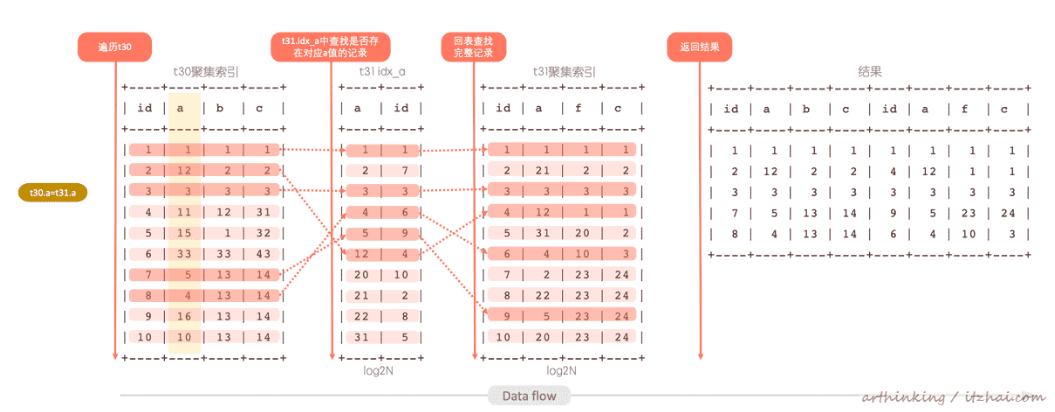 遍历t30
t31.idx_a中查找是否存
在对应a值的记录
回表查找
完整记录
返回结果
t30聚集索引
t31 idx_a
t31聚集索引
结果
t30.a=t31.a
+----+----+----+----+
| id | a | b | c |
+----+----+----+----+
| 1 | 1 | 1 | 1 |
| 2 | 12 | 2 | 2 |
| 3 | 3 | 3 | 3 |
| 4 | 11 | 12 | 31 |
| 5 | 15 | 1 | 32 |
| 6 | 33 | 33 | 43 |
| 7 | 5 | 13 | 14 |
| 8 | 4 | 13 | 14 |
| 9 | 16 | 13 | 14 |
| 10 | 10 | 13 | 14 |
+----+----+----+----+
+----+----+
| a | id |
+----+----+
| 1 | 1 |
| 2 | 7 |
| 3 | 3 |
| 4 | 6 |
| 5 | 9 |
| 12 | 4 |
| 20 | 10 |
| 21 | 2 |
| 22 | 8 |
| 31 | 5 |
+----+----+
log2N
+----+----+----+----+
| id | a | f | c |
+----+----+----+----+
| 1 | 1 | 1 | 1 |
| 2 | 21 | 2 | 2 |
| 3 | 3 | 3 | 3 |
| 4 | 12 | 1 | 1 |
| 5 | 31 | 20 | 2 |
| 6 | 4 | 10 | 3 |
| 7 | 2 | 23 | 24 |
| 8 | 22 | 23 | 24 |
| 9 | 5 | 23 | 24 |
| 10 | 20 | 23 | 24 |
+----+----+----+----+
log2N
+----+----+----+----+----+----+----+----+
| id | a | b | c | id | a | f | c |
+----+----+----+----+----+----+----+----+
| 1 | 1 | 1 | 1 | 1 | 1 | 1 | 1 |
| 2 | 12 | 2 | 2 | 4 | 12 | 1 | 1 |
| 3 | 3 | 3 | 3 | 3 | 3 | 3 | 3 |
| 7 | 5 | 13 | 14 | 9 | 5 | 23 | 24 |
| 8 | 4 | 13 | 14 | 6 | 4 | 10 | 3 |
+----+----+----+----+----+----+----+----+
Data flow
arthinking / itzhai.com